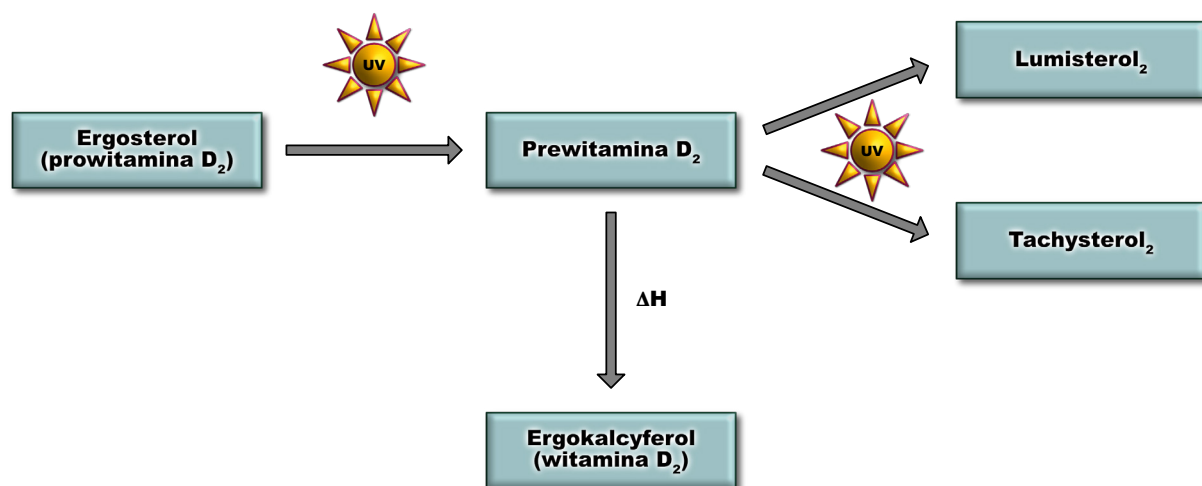 UV
Ergosterol
(prowitamina D₂)
Prewitamina D₂
Lumisterol₂
UV
Tachysterol₂
ΔH
Ergokalcyferol
(witamina D₂)